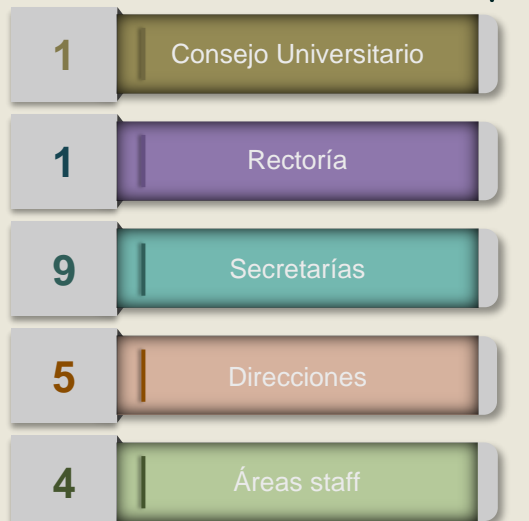 1 Consejo Universitario
1 Rectoría
9 Secretarías
5 Direcciones
4 Áreas staff